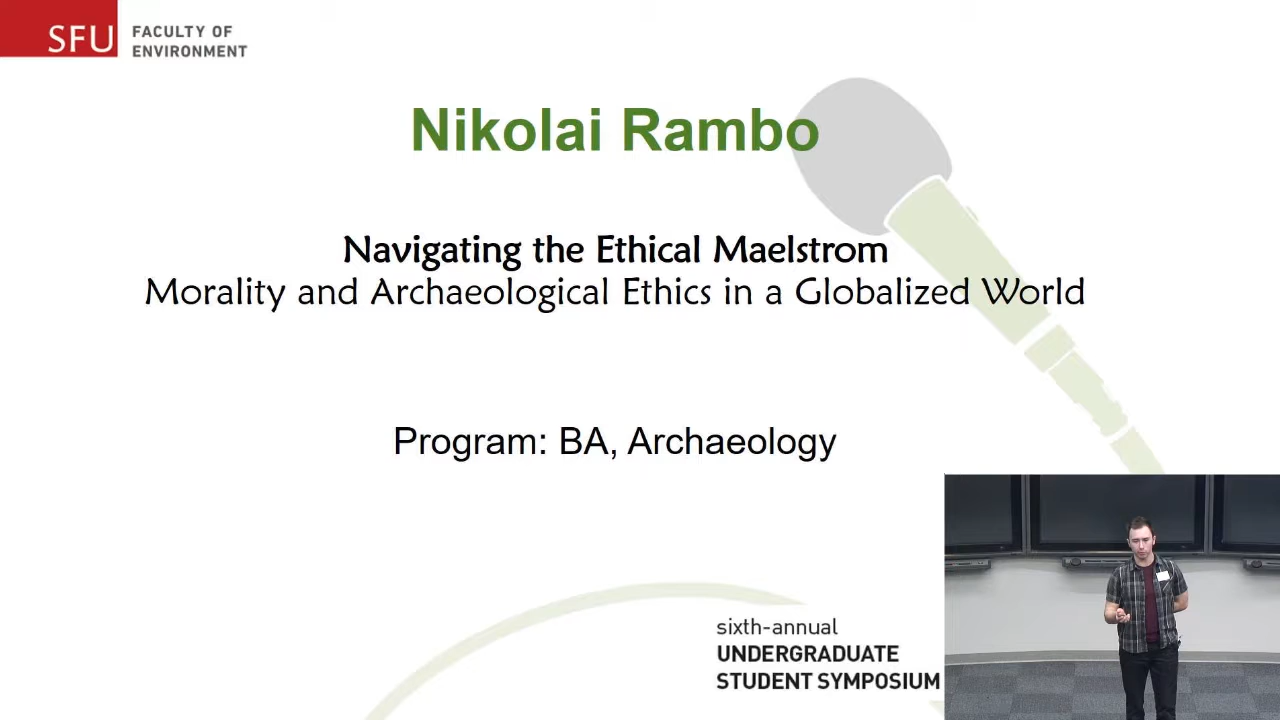 SFU
FACULTY OF
ENVIRONMENT
Nikolai Rambo
Navigating the Ethical Maelstrom
Morality and Archaeological Ethics in a Globalized World
Program: BA, Archaeology
sixth-annual
UNDERGRADUATE
STUDENT SYMPOSIUM